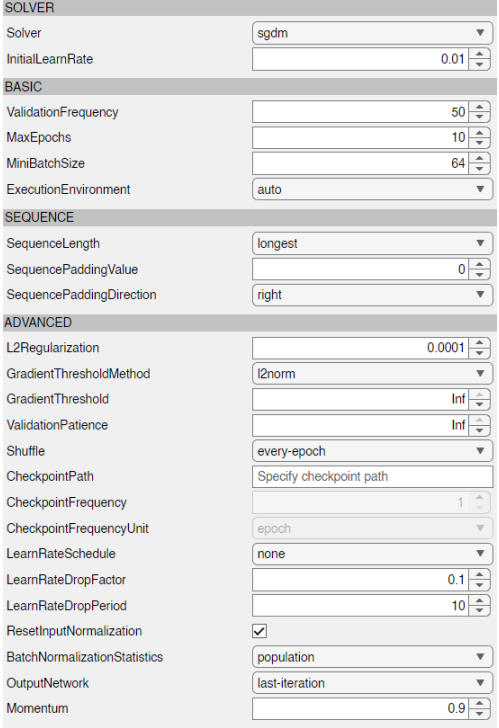 SOLVER
Solver sgdm
InitialLearnRate 0.01
BASIC
ValidationFrequency 50
MaxEpochs 10
MiniBatchSize 64
ExecutionEnvironment auto
SEQUENCE
SequenceLength longest
SequencePaddingValue 0
SequencePaddingDirection right
ADVANCED
L2Regularization 0.0001
GradientThresholdMethod l2norm
GradientThreshold Inf
ValidationPatience Inf
Shuffle every-epoch
CheckpointPath Specify checkpoint path
CheckpointFrequency 1
CheckpointFrequencyUnit epoch
LearnRateSchedule none
LearnRateDropFactor 0.1
LearnRateDropPeriod 10
ResetInputNormalization
BatchNormalizationStatistics population
OutputNetwork last-iteration
Momentum 0.9